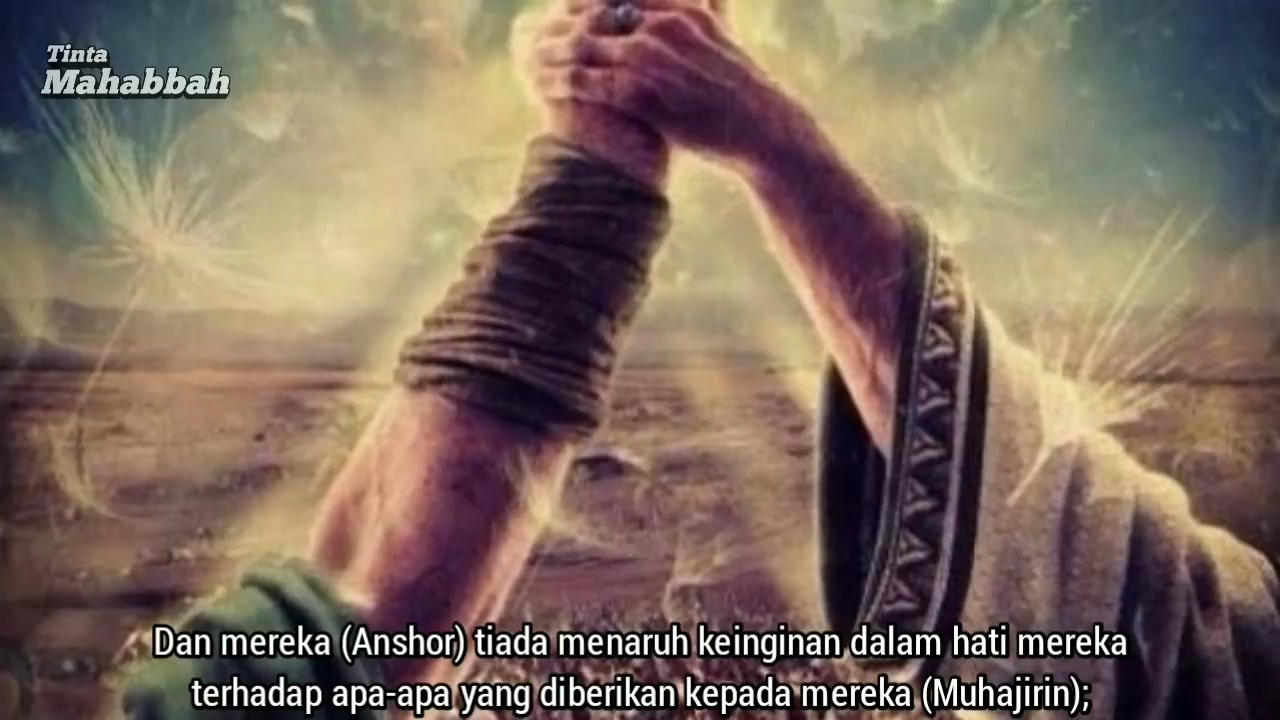 Tinta
Mahabbah
Dan mereka (Anshor) tiada menaruh keinginan dalam hati mereka
terhadap apa-apa yang diberikan kepada mereka (Muhajirin);